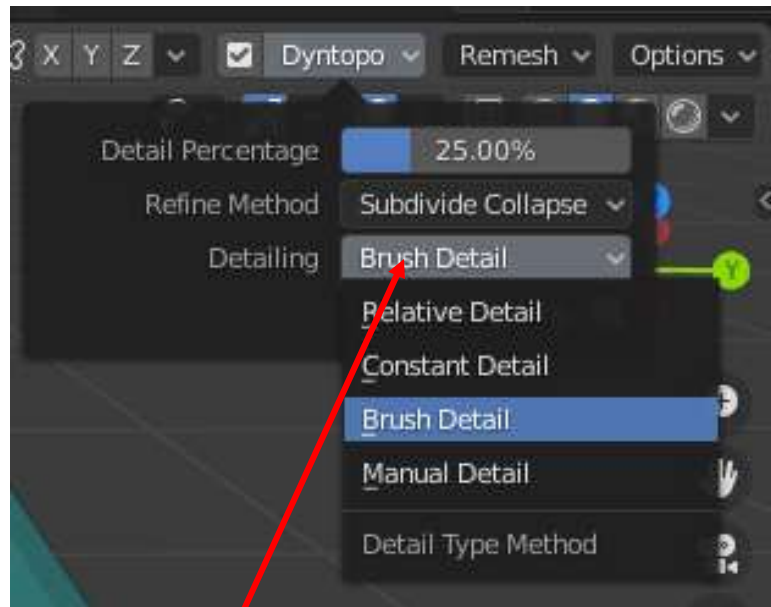 X Y Z Dyntopo Remesh Options
Detail Percentage 25.00%
Refine Method Subdivide Collapse
Detailing Brush Detail
Y
Relative Detail
Constant Detail
Brush Detail
Manual Detail
Detail Type Method